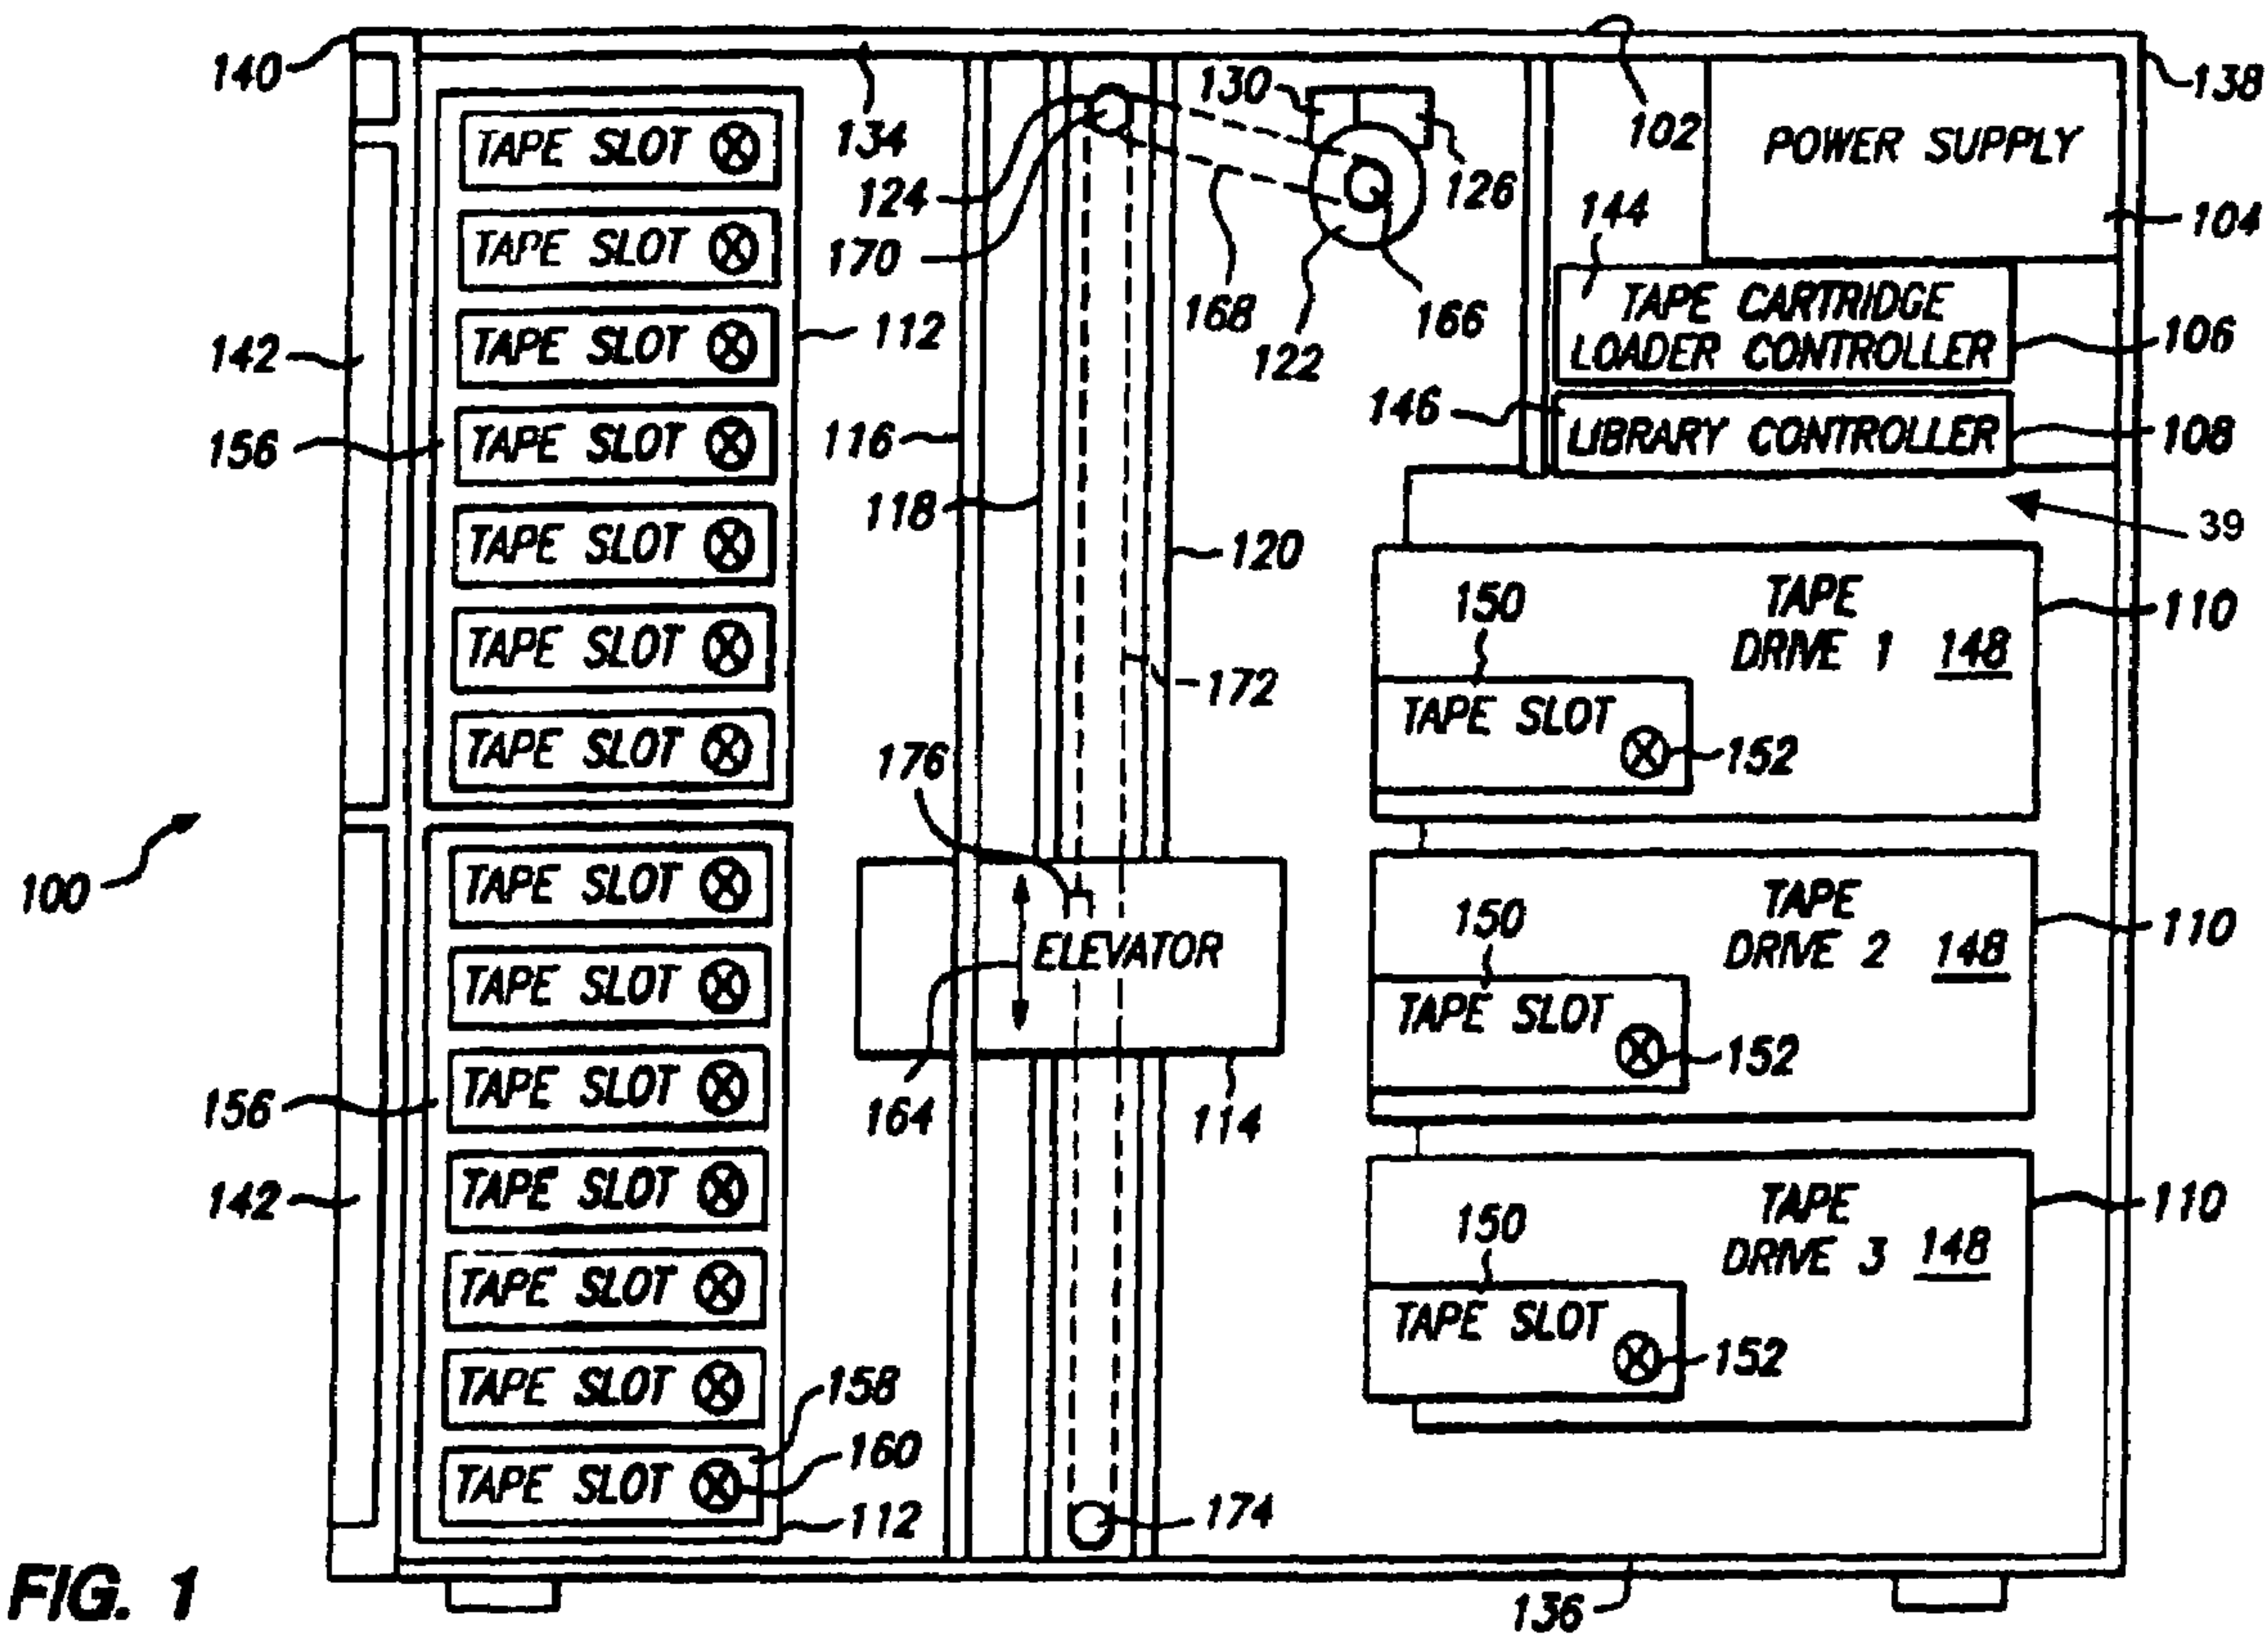 140
134
124
170
130
126
168
122
166
102
138
POWER SUPPLY
104
144
TAPE CARTRIDGE
LOADER CONTROLLER
106
146
LIBRARY CONTROLLER
108
39
TAPE SLOT
TAPE SLOT
TAPE SLOT
TAPE SLOT
TAPE SLOT
TAPE SLOT
TAPE SLOT
112
142
156
116
118
120
172
176
100
TAPE SLOT
TAPE SLOT
TAPE SLOT
TAPE SLOT
TAPE SLOT
TAPE SLOT
TAPE SLOT
156
142
158
160
112
ELEVATOR
164
114
174
150
TAPE
DRIVE 1 148
110
TAPE SLOT
152
150
TAPE
DRIVE 2 148
110
TAPE SLOT
152
150
TAPE
DRIVE 3 148
110
TAPE SLOT
152
136
FIG. 1